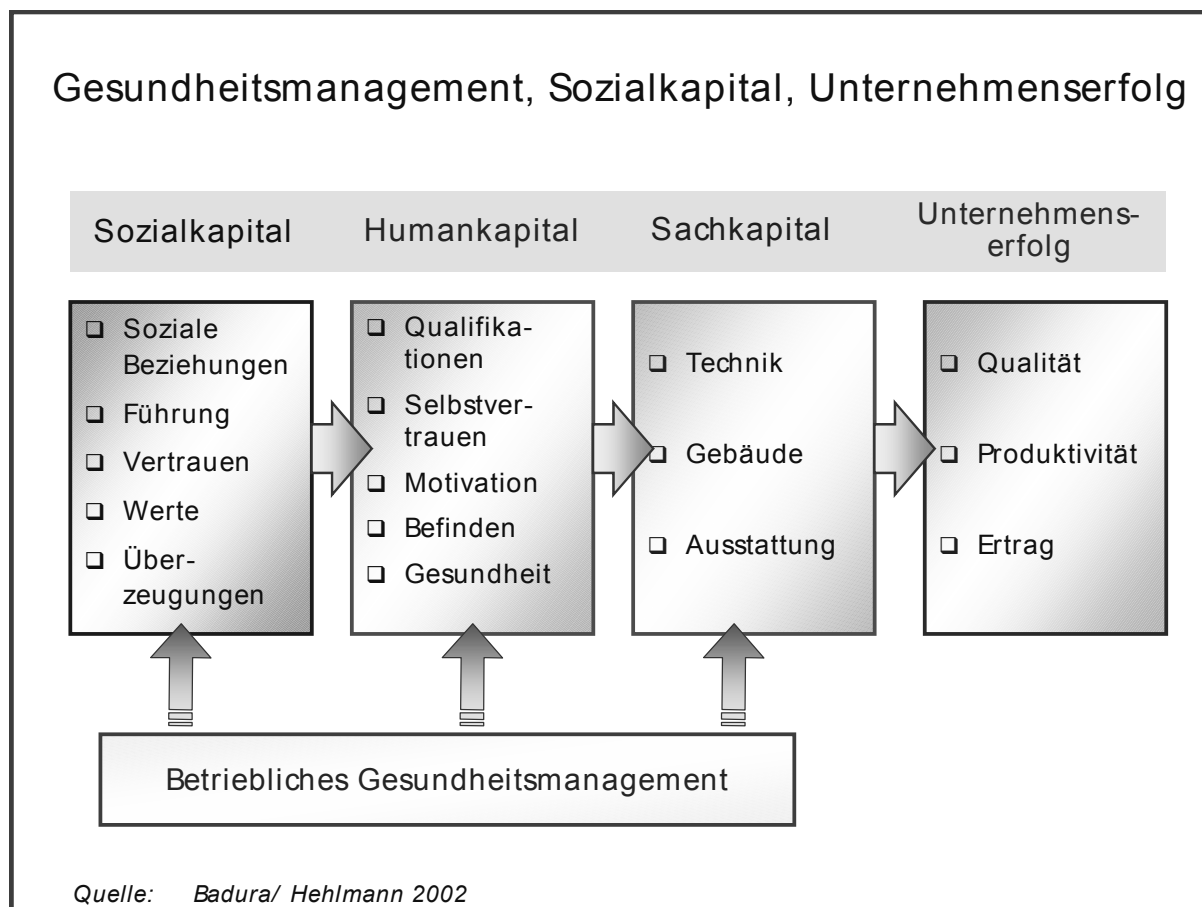 Gesundheitsmanagement, Sozialkapital, Unternehmenserfolg
Sozialkapital
Humankapital
Sachkapital
Unternehmens-
erfolg
❑ Soziale
Beziehungen
❑ Führung
❑ Vertrauen
❑ Werte
❑ Über-
zeugungen
❑ Qualifika-
tionen
❑ Selbstver-
trauen
❑ Motivation
❑ Befinden
❑ Gesundheit
❑ Technik
❑ Gebäude
❑ Ausstattung
❑ Qualität
❑ Produktivität
❑ Ertrag
Betriebliches Gesundheitsmanagement
Quelle: Badura/ Hehlmann 2002